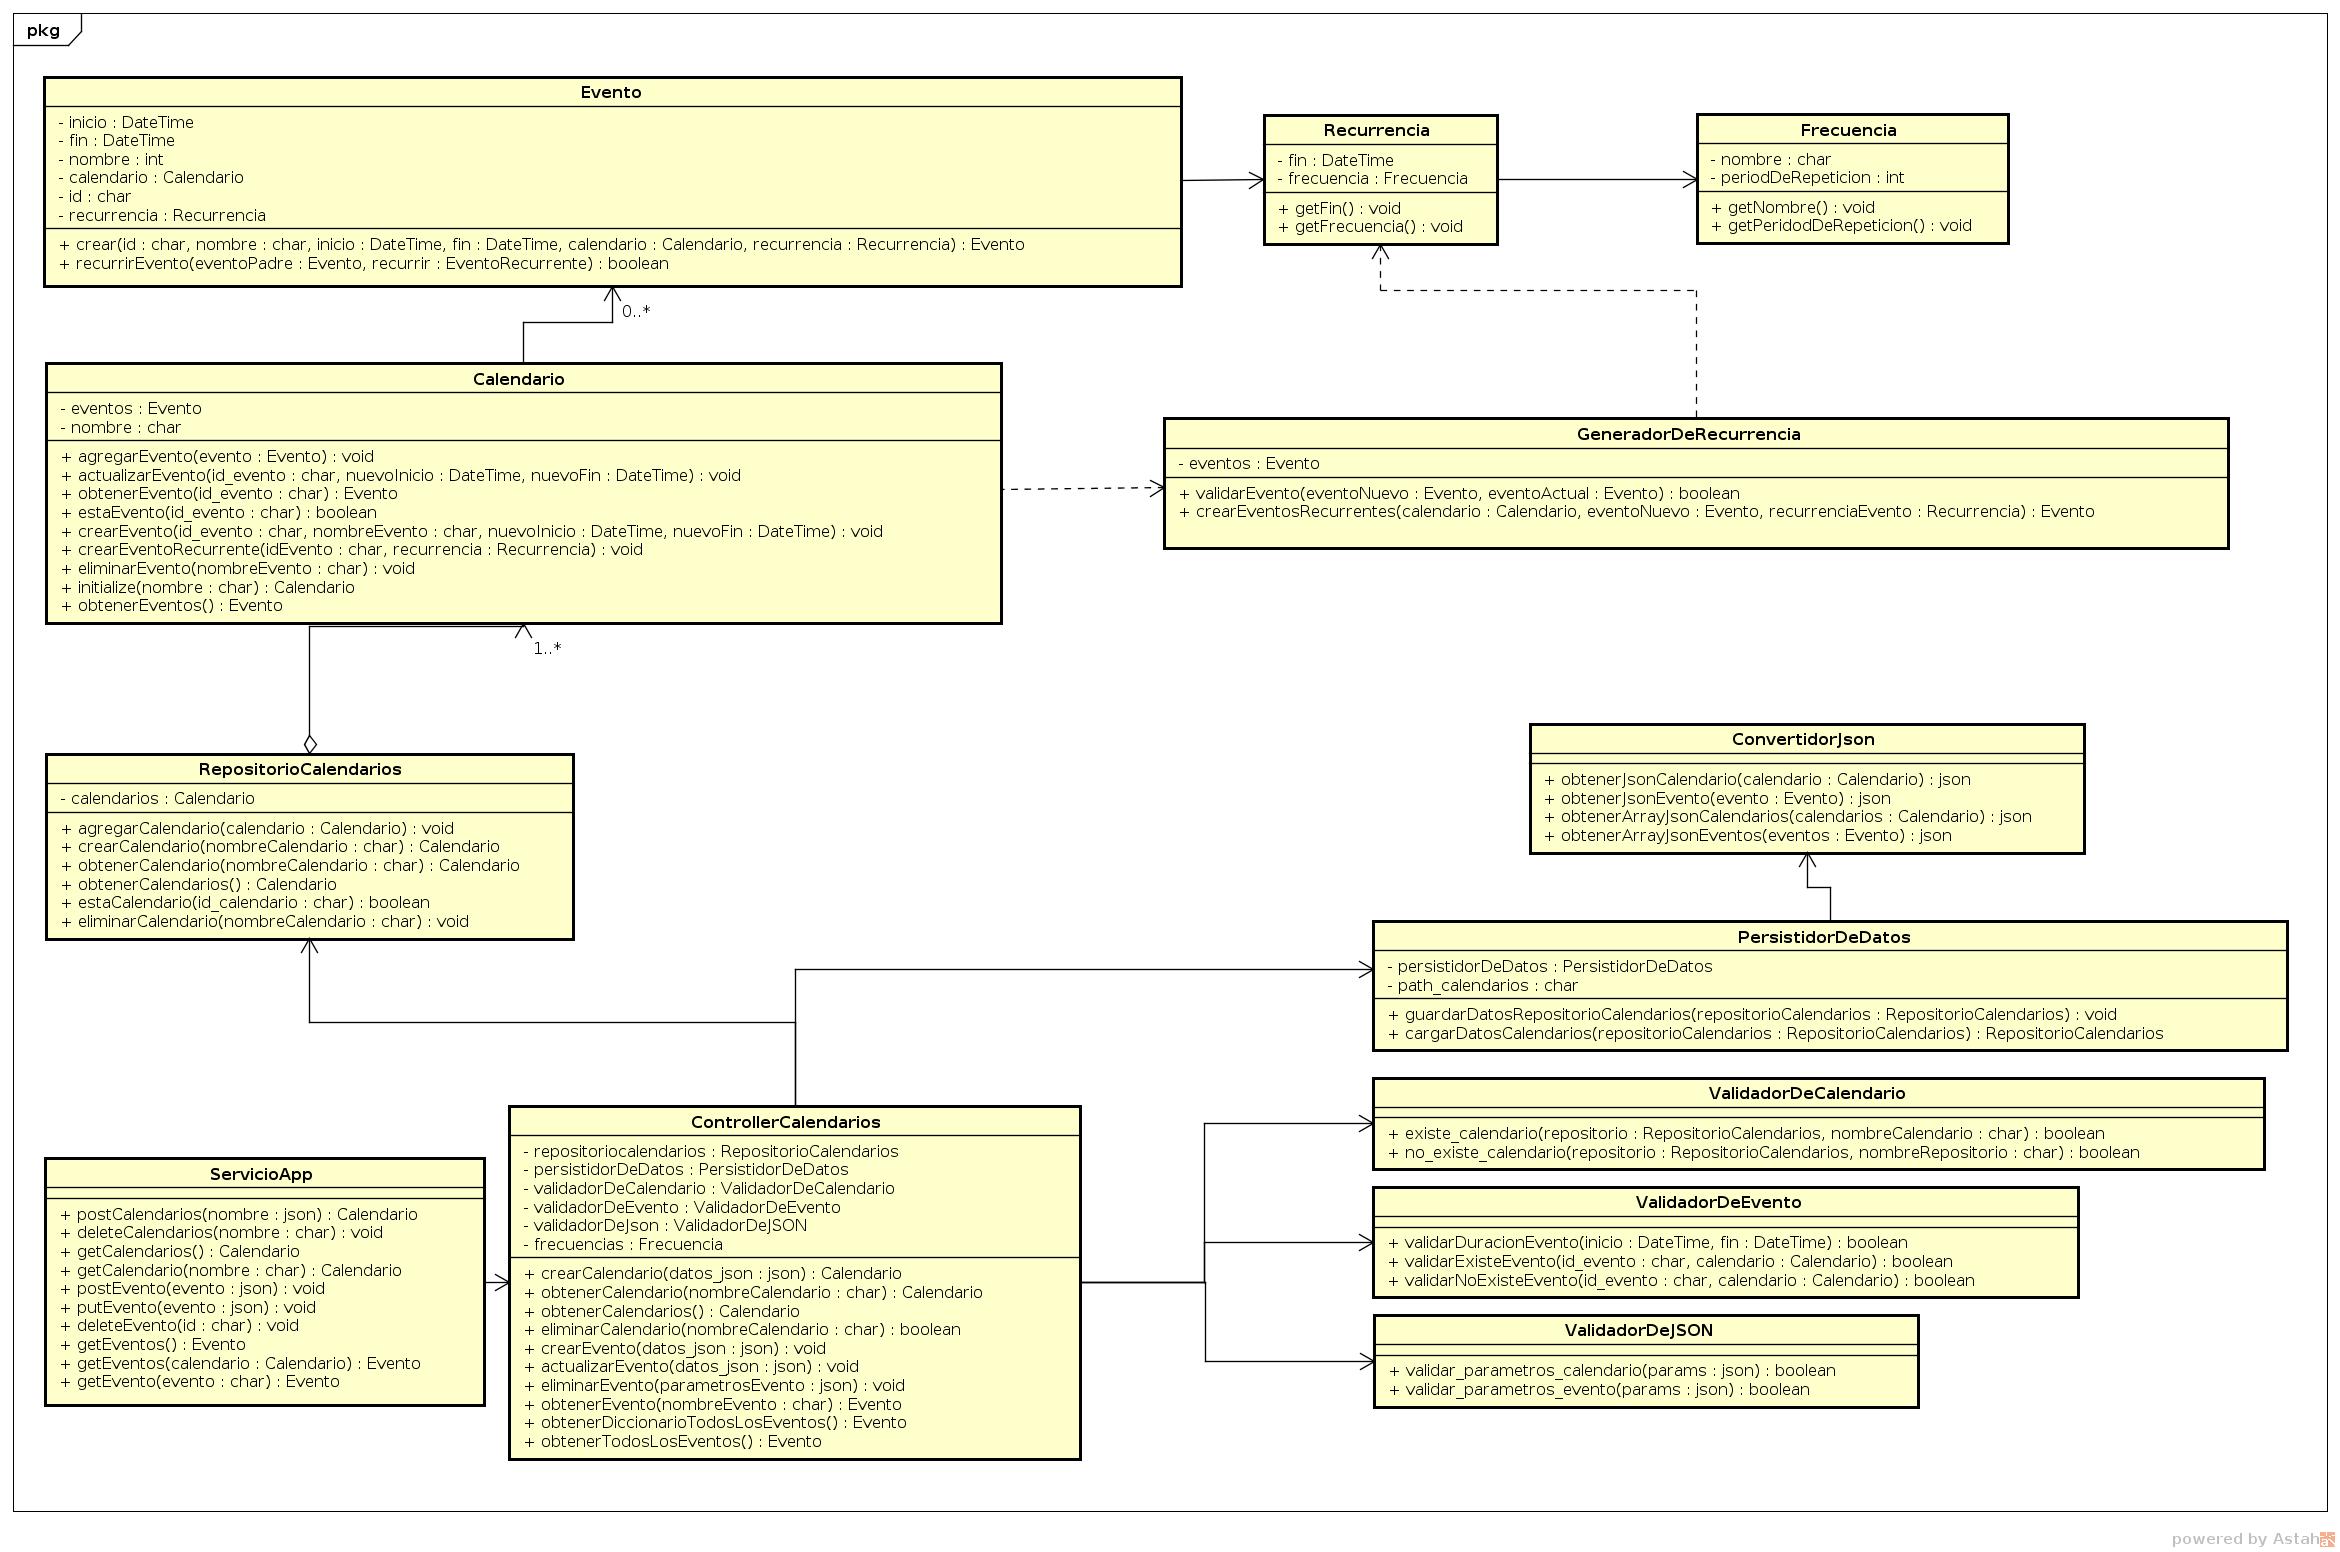 pkg
Evento
- inicio : DateTime
- fin : DateTime
- nombre : int
- calendario : Calendario
- id : char
- recurrencia : Recurrencia
+ crear(id : char, nombre : char, inicio : DateTime, fin : DateTime, calendario : Calendario, recurrencia : Recurrencia) : Evento
+ recurrirEvento(eventoPadre : Evento, recurrir : EventoRecurrente) : boolean
Recurrencia
- fin : DateTime
- frecuencia : Frecuencia
+ getFin() : void
+ getFrecuencia() : void
Frecuencia
- nombre : char
- periodDeRepeticion : int
+ getNombre() : void
+ getPeridodDeRepeticion() : void
0..*
Calendario
- eventos : Evento
- nombre : char
+ agregarEvento(evento : Evento) : void
+ actualizarEvento(id_evento : char, nuevoInicio : DateTime, nuevoFin : DateTime) : void
+ obtenerEvento(id_evento : char) : Evento
+ estaEvento(id_evento : char) : boolean
+ crearEvento(id_evento : char, nombreEvento : char, nuevoInicio : DateTime, nuevoFin : DateTime) : void
+ crearEventoRecurrente(idEvento : char, recurrencia : Recurrencia) : void
+ eliminarEvento(nombreEvento : char) : void
+ initialize(nombre : char) : Calendario
+ obtenerEventos() : Evento
GeneradorDeRecurrencia
- eventos : Evento
+ validarEvento(eventoNuevo : Evento, eventoActual : Evento) : boolean
+ crearEventosRecurrentes(calendario : Calendario, eventoNuevo : Evento, recurrenciaEvento : Recurrencia) : Evento
1..*
RepositorioCalendarios
- calendarios : Calendario
+ agregarCalendario(calendario : Calendario) : void
+ crearCalendario(nombreCalendario : char) : Calendario
+ obtenerCalendario(nombreCalendario : char) : Calendario
+ obtenerCalendarios() : Calendario
+ estaCalendario(id_calendario : char) : boolean
+ eliminarCalendario(nombreCalendario : char) : void
ConvertidorJson
+ obtenerJsonCalendario(calendario : Calendario) : json
+ obtenerJsonEvento(evento : Evento) : json
+ obtenerArrayJsonCalendarios(calendarios : Calendario) : json
+ obtenerArrayJsonEventos(eventos : Evento) : json
PersistidorDeDatos
- persistidorDeDatos : PersistidorDeDatos
- path_calendarios : char
+ guardarDatosRepositorioCalendarios(repositorioCalendarios : RepositorioCalendarios) : void
+ cargarDatosCalendarios(repositorioCalendarios : RepositorioCalendarios) : RepositorioCalendarios
ServicioApp
+ postCalendarios(nombre : json) : Calendario
+ deleteCalendarios(nombre : char) : void
+ getCalendarios() : Calendario
+ getCalendario(nombre : char) : Calendario
+ postEvento(evento : json) : void
+ putEvento(evento : json) : void
+ deleteEvento(id : char) : void
+ getEventos() : Evento
+ getEventos(calendario : Calendario) : Evento
+ getEvento(evento : char) : Evento
ControllerCalendarios
- repositoriocalendarios : RepositorioCalendarios
- persistidorDeDatos : PersistidorDeDatos
- validadorDeCalendario : ValidadorDeCalendario
- validadorDeEvento : ValidadorDeEvento
- validadorDeJson : ValidadorDeJSON
- frecuencias : Frecuencia
+ crearCalendario(datos_json : json) : Calendario
+ obtenerCalendario(nombreCalendario : char) : Calendario
+ obtenerCalendarios() : Calendario
+ eliminarCalendario(nombreCalendario : char) : boolean
+ crearEvento(datos_json : json) : void
+ actualizarEvento(datos_json : json) : void
+ eliminarEvento(parametrosEvento : json) : void
+ obtenerEvento(nombreEvento : char) : Evento
+ obtenerDiccionarioTodosLosEventos() : Evento
+ obtenerTodosLosEventos() : Evento
ValidadorDeCalendario
+ existe_calendario(repositorio : RepositorioCalendarios, nombreCalendario : char) : boolean
+ no_existe_calendario(repositorio : RepositorioCalendarios, nombreRepositorio : char) : boolean
ValidadorDeEvento
+ validarDuracionEvento(inicio : DateTime, fin : DateTime) : boolean
+ validarExisteEvento(id_evento : char, calendario : Calendario) : boolean
+ validarNoExisteEvento(id_evento : char, calendario : Calendario) : boolean
ValidadorDeJSON
+ validar_parametros_calendario(params : json) : boolean
+ validar_parametros_evento(params : json) : boolean
powered by Astah